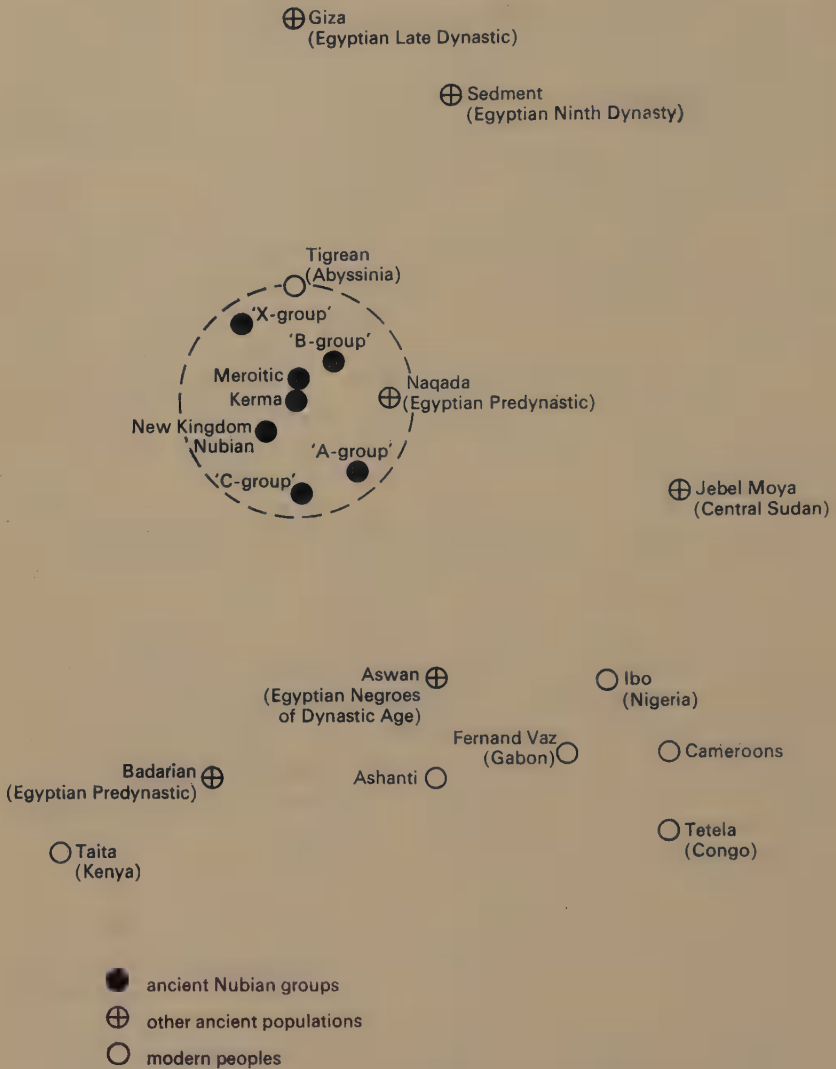 Giza
(Egyptian Late Dynastic)
Sedment
(Egyptian Ninth Dynasty)
Tigrean
(Abyssinia)
'X-group'
'B-group'
Meroitic
Naqada
(Egyptian Predynastic)
Kerma
New Kingdom
Nubian
'A-group'
'C-group'
Jebel Moya
(Central Sudan)
Aswan
(Egyptian Negroes
of Dynastic Age)
Ibo
(Nigeria)
Fernand Vaz
(Gabon)
Cameroons
Badarian
(Egyptian Predynastic)
Ashanti
Tetela
(Congo)
Taita
(Kenya)
ancient Nubian groups
other ancient populations
modern peoples